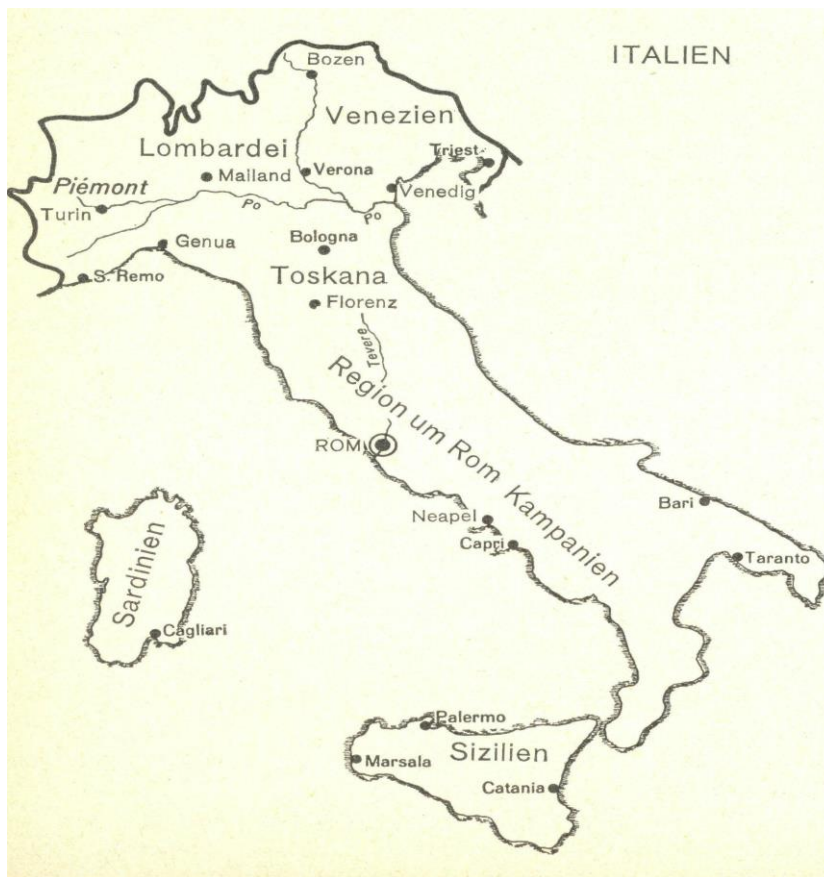 ITALIEN
Bozen
Venezien
Triest
Lombardei
Mailand
Verona
Venedig
Piémont
Turin
Po
Po
Genua
Bologna
S. Remo
Toskana
Florenz
Tevere
Region um Rom
ROM
Kampanien
Bari
Neapel
Capri
Taranto
Sardinien
Cagliari
Palermo
Sizilien
Marsala
Catania